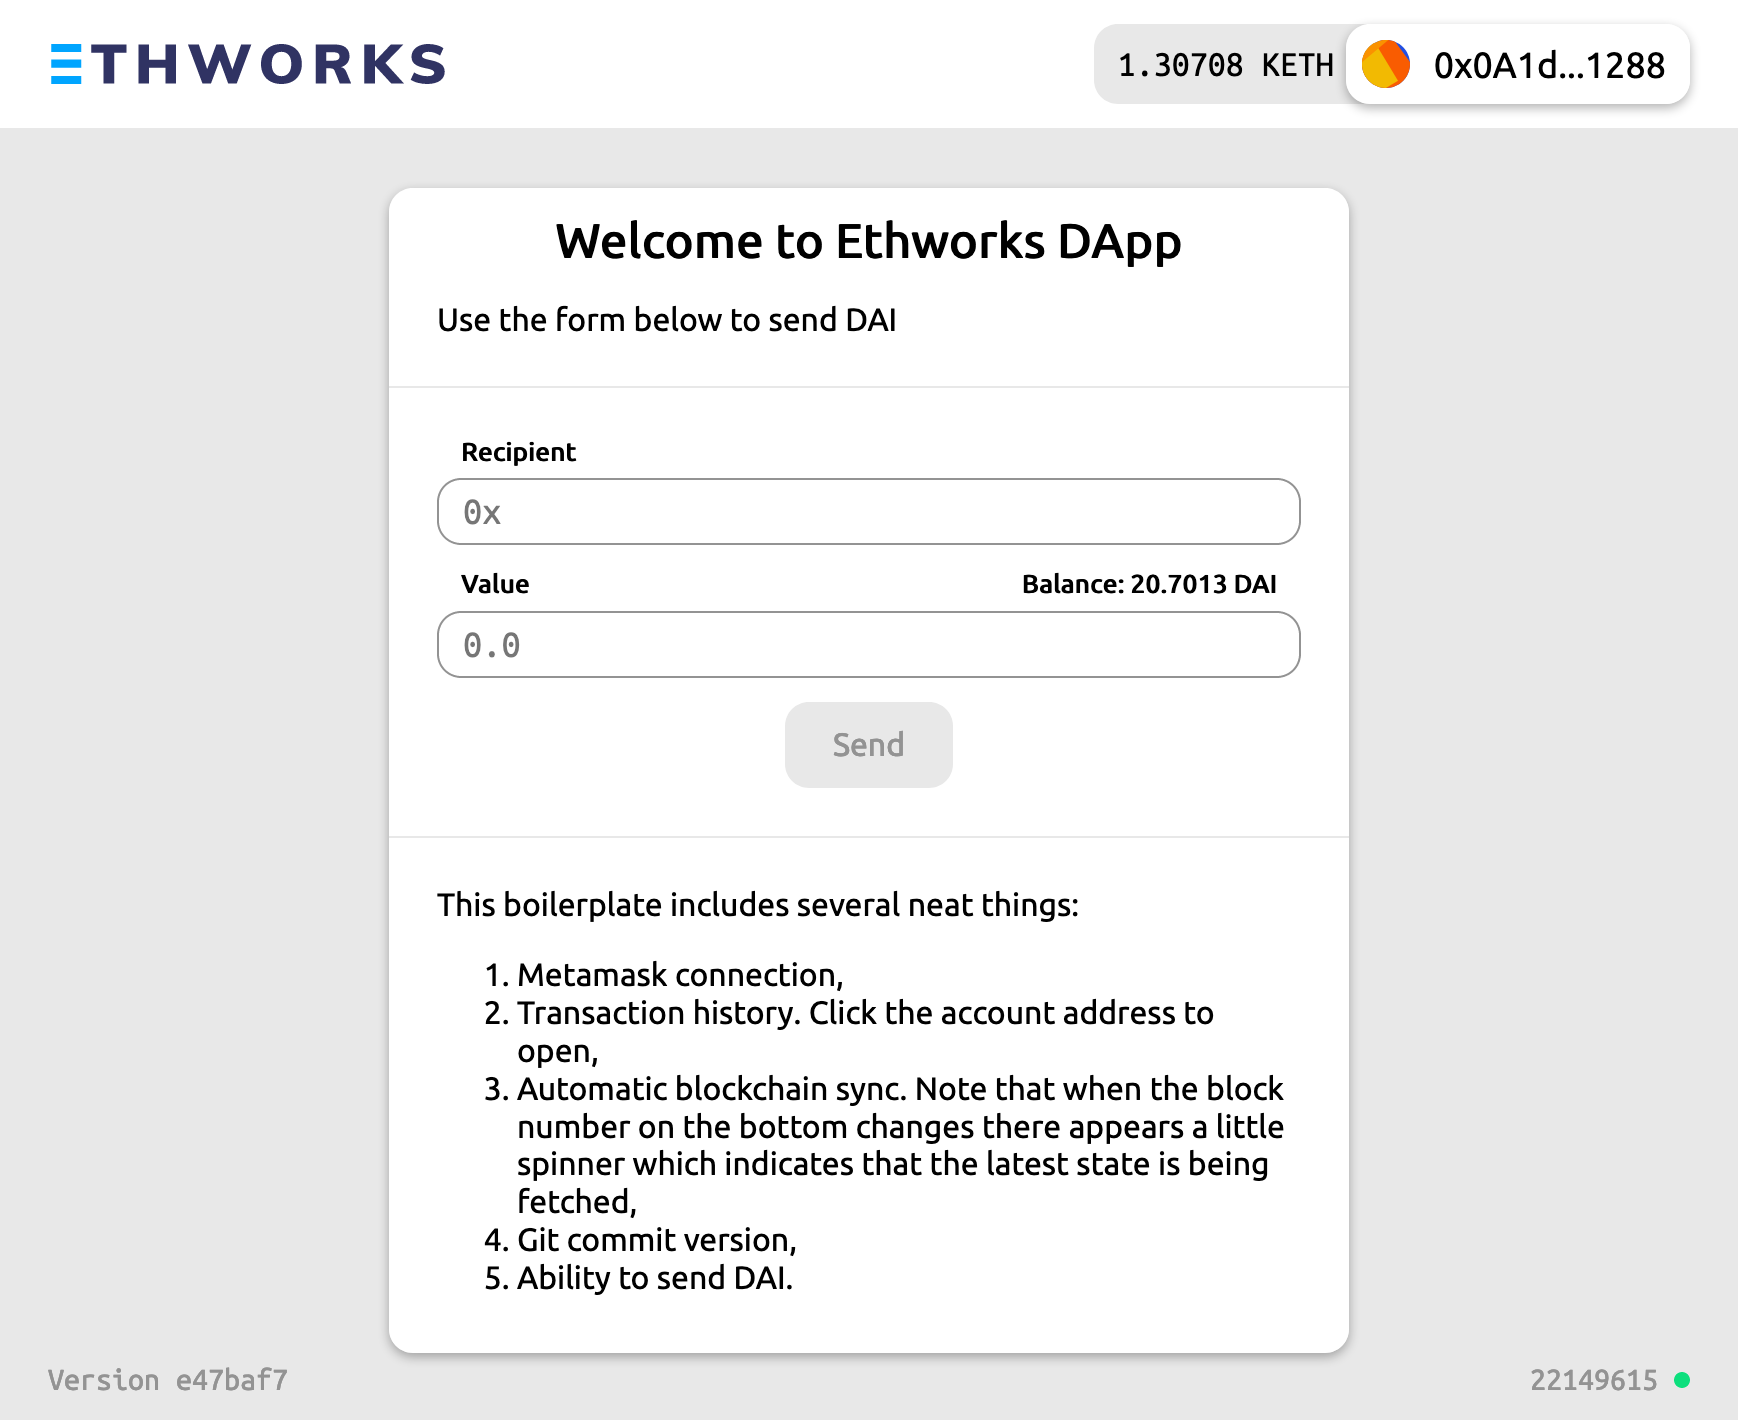 ETHWORKS
1.30708 KETH
0x0A1d...1288
Welcome to Ethworks DApp
Use the form below to send DAI
Recipient
0x
Value
Balance: 20.7013 DAI
0.0
Send
This boilerplate includes several neat things:
1. Metamask connection,
2. Transaction history. Click the account address to
open,
3. Automatic blockchain sync. Note that when the block
number on the bottom changes there appears a little
spinner which indicates that the latest state is being
fetched,
4. Git commit version,
5. Ability to send DAI.
Version e47baf7
22149615